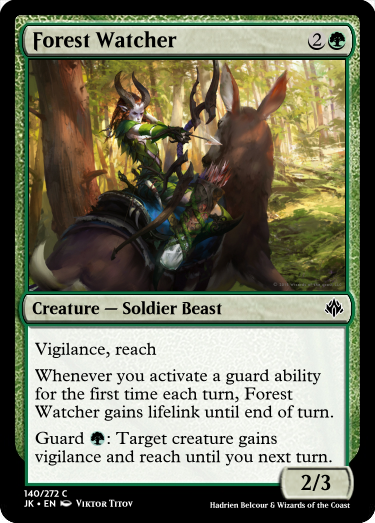 Forest Watcher 2
Creature — Soldier Beast
Vigilance, reach
Whenever you activate a guard ability
for the first time each turn, Forest
Watcher gains lifelink until end of turn.
Guard : Target creature gains
vigilance and reach until you next turn.
2/3
140/272 C
JK • EN Viktor Titov
Hadrien Belcour & Wizards of the Coast